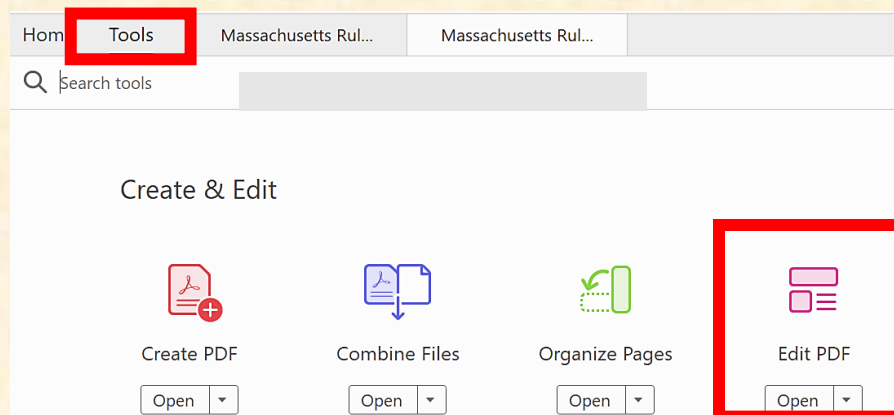 Hom Tools Massachusetts Rul... Massachusetts Rul...
Search tools
Create & Edit
Create PDF Combine Files Organize Pages Edit PDF
Open Open Open Open